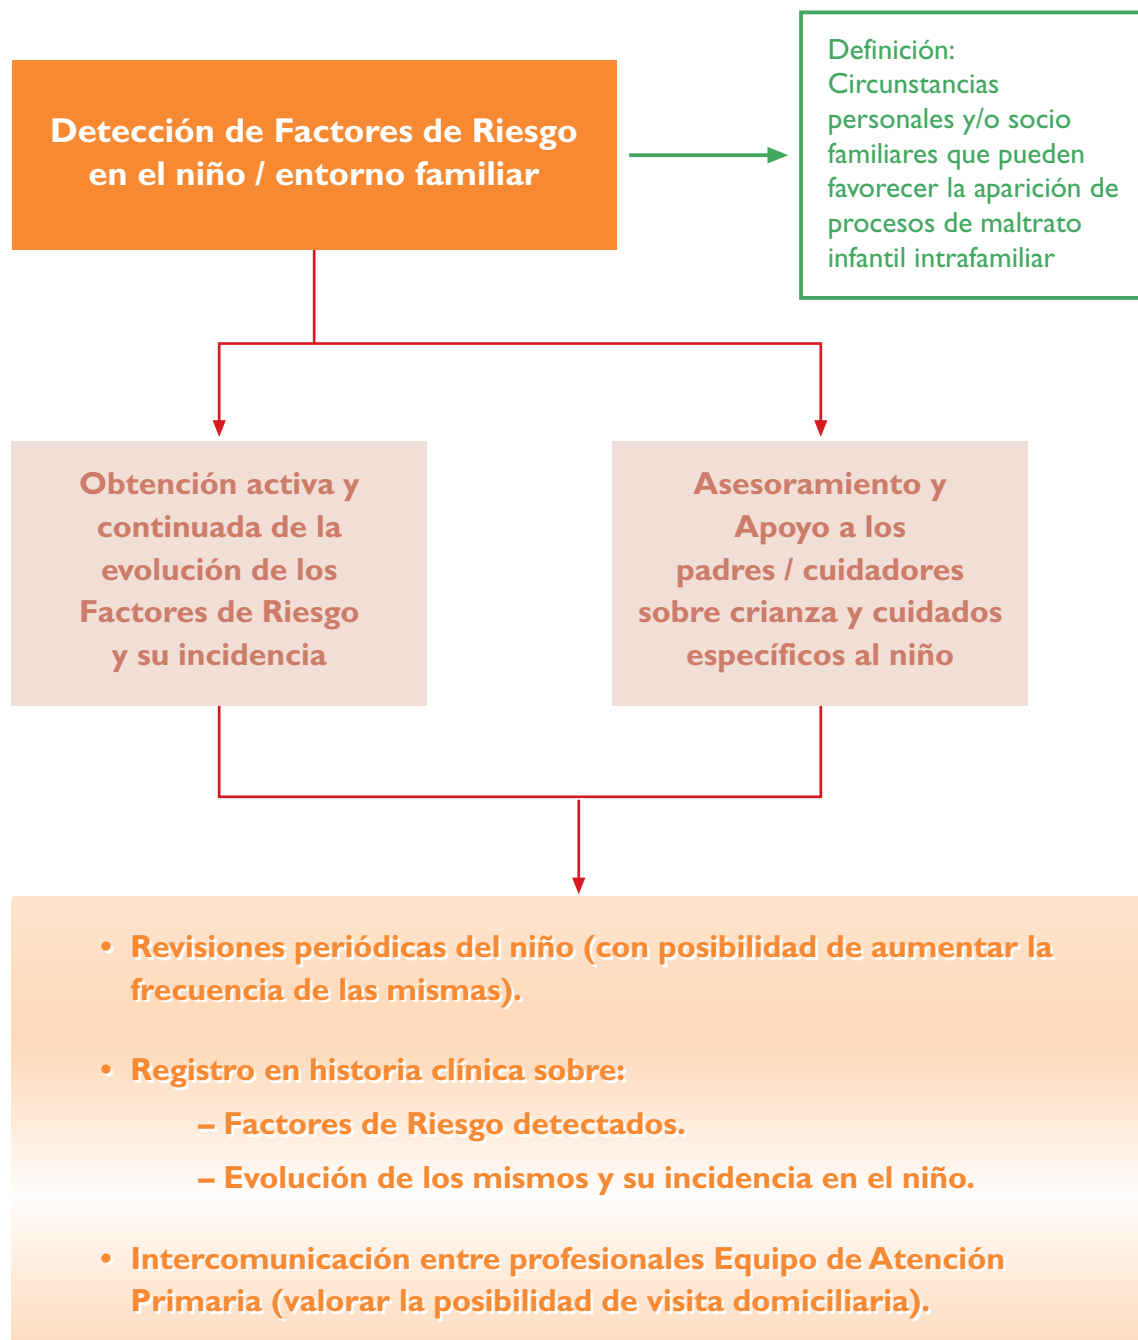 Detección de Factores de Riesgo
en el niño / entorno familiar
Definición:
Circunstancias
personales y/o socio
familiares que pueden
favorecer la aparición de
procesos de maltrato
infantil intrafamiliar
Obtención activa y
continuada de la
evolución de los
Factores de Riesgo
y su incidencia
Asesoramiento y
Apoyo a los
padres / cuidadores
sobre crianza y cuidados
específicos al niño
• Revisiones periódicas del niño (con posibilidad de aumentar la
frecuencia de las mismas).
• Registro en historia clínica sobre:
– Factores de Riesgo detectados.
– Evolución de los mismos y su incidencia en el niño.
• Intercomunicación entre profesionales Equipo de Atención
Primaria (valorar la posibilidad de visita domiciliaria).